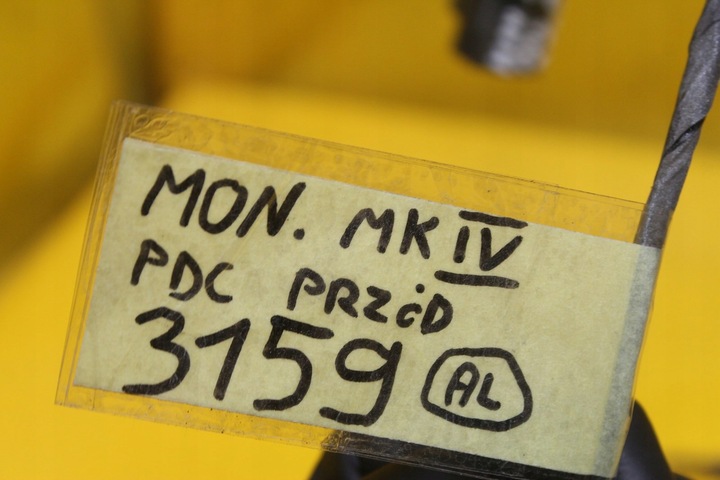 MON. MK IV
PDC PRZÓD
3159 AL